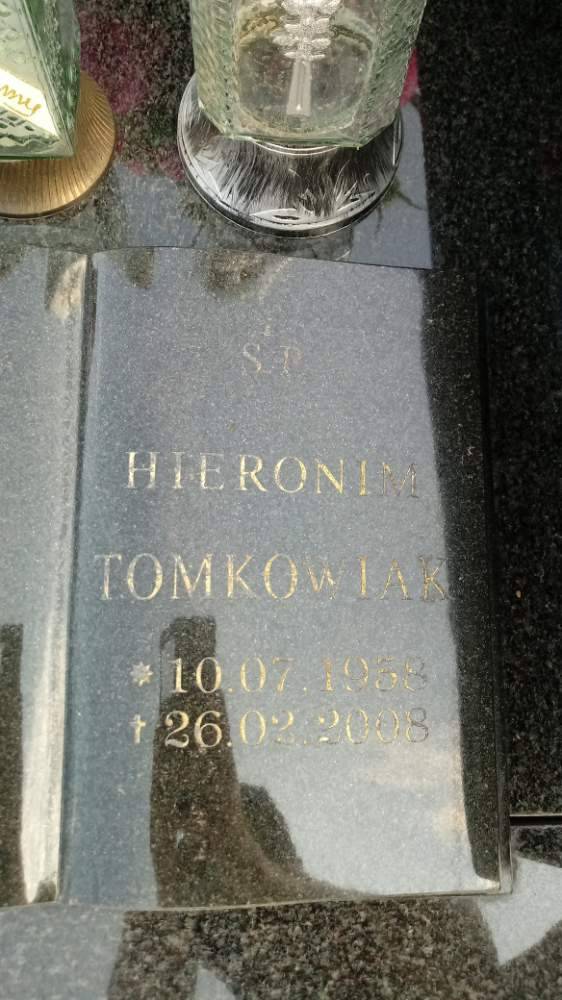 Ś.P.
HIERONIM
TOMKOWIAK
* 10.07.1958
† 26.02.2008